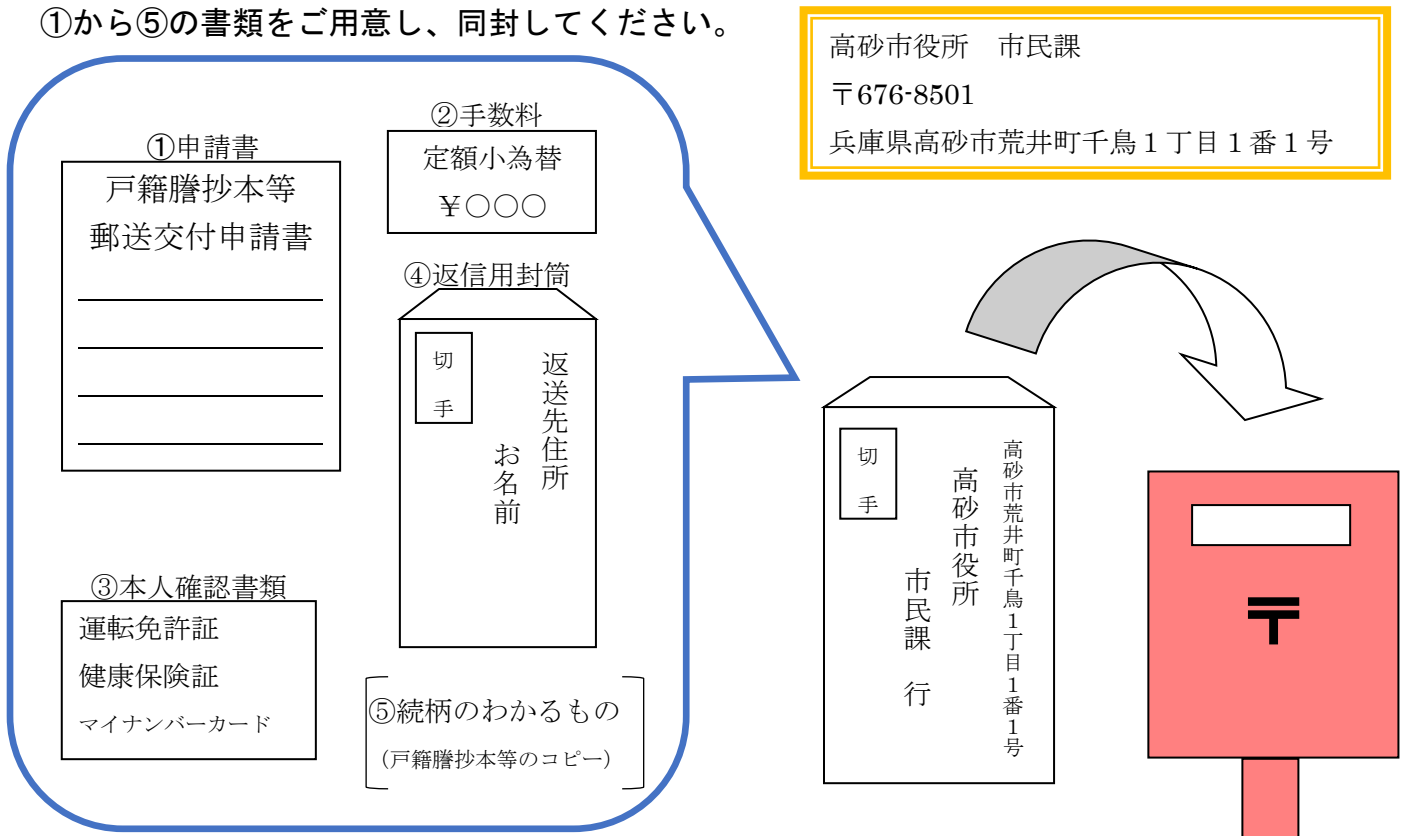 ①から⑤の書類をご用意し、同封してください。
高砂市役所　市民課
〒676-8501
兵庫県高砂市荒井町千鳥１丁目１番１号
①申請書
戸籍謄抄本等
郵送交付申請書
②手数料
定額小為替
￥○○○
③本人確認書類
運転免許証
健康保険証
マイナンバーカード
④返信用封筒
切手
返送先住所
お名前
⑤続柄のわかるもの
（戸籍謄抄本等のコピー）
切手
高砂市荒井町千鳥１丁目１番１号
高砂市役所
市民課　行
〒